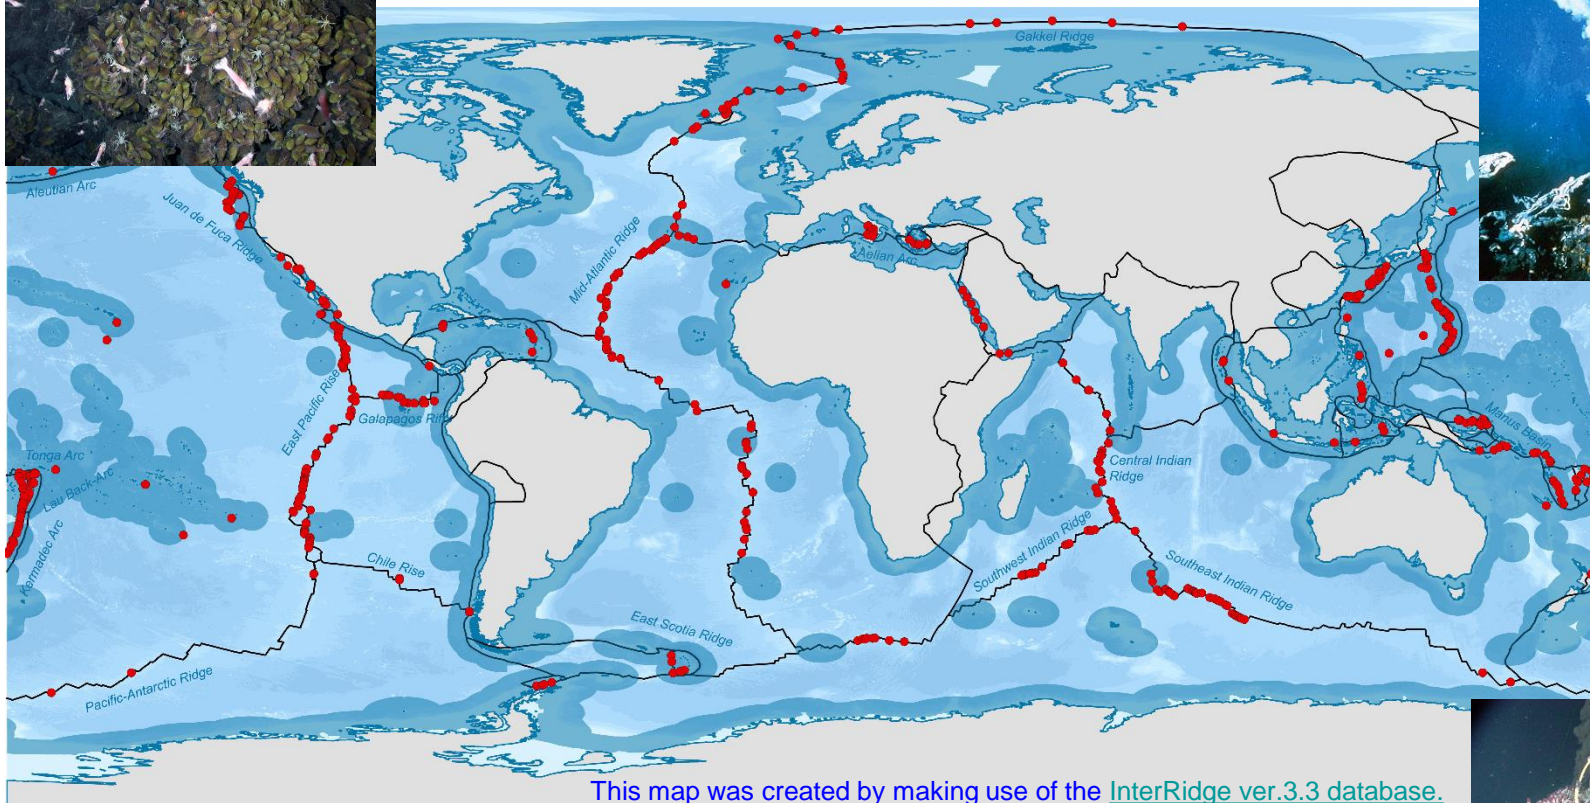 Gakkel Ridge
Aleutian Arc
Juan de Fuca Ridge
Mid-Atlantic Ridge
Aelian Arc
East Pacific Rise
Galapagos Rift
Manus Basin
Tonga Arc
Lau Back-Arc
Kermadec Arc
Central Indian
Ridge
Chile Rise
Southwest Indian Ridge
Southeast Indian Ridge
East Scotia Ridge
Pacific-Antarctic Ridge
This map was created by making use of the InterRidge ver.3.3 database.